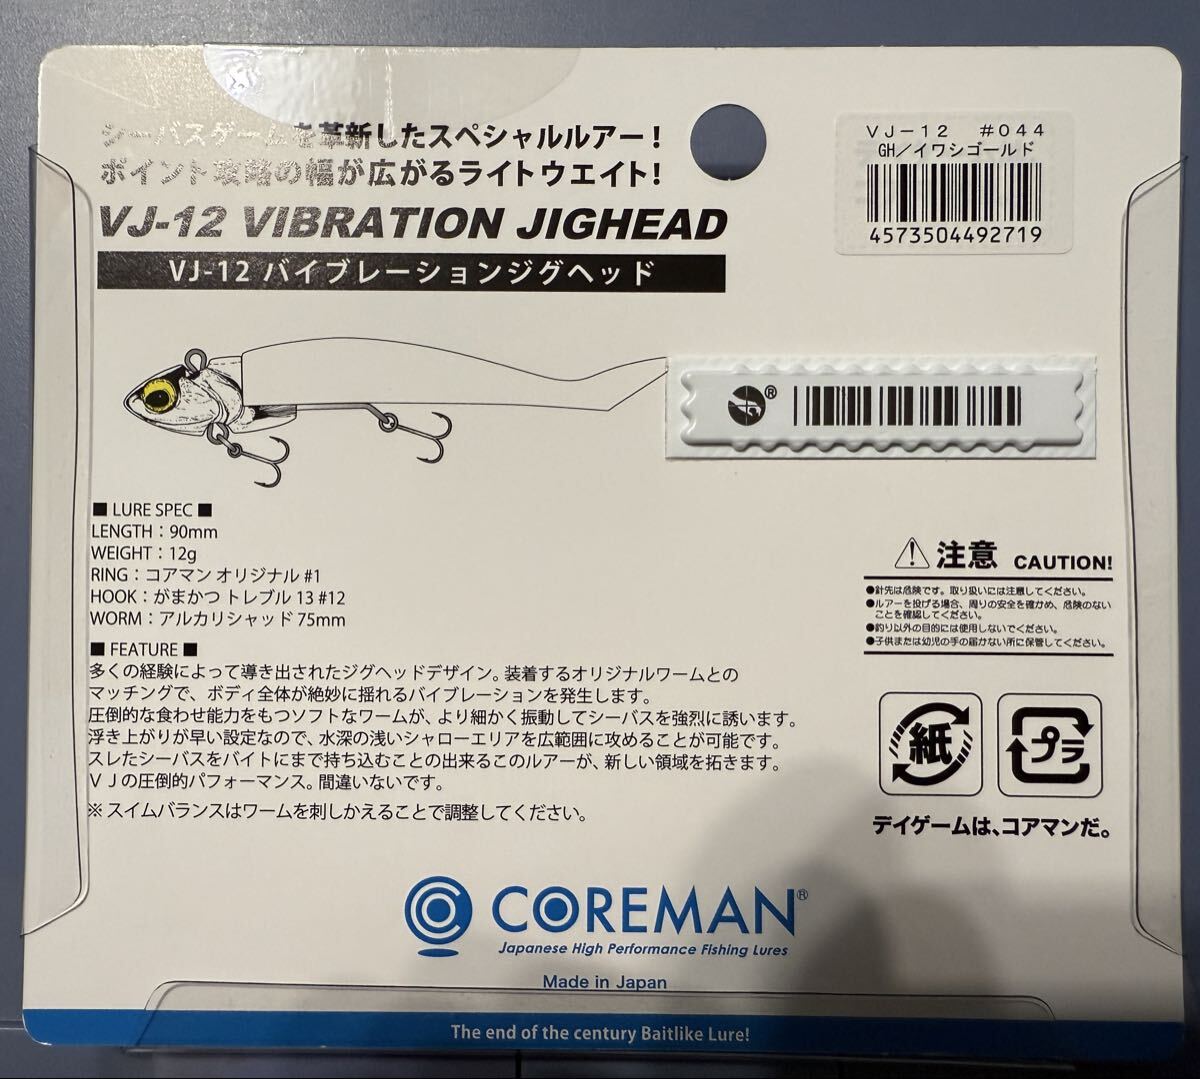 シーバスゲームを革新したスペシャルルアー！
ポイント攻略の幅が広がるライトウエイト！
VJ-12 VIBRATION JIGHEAD
VJ-12 バイブレーションジグヘッド
VJ－12 #044
GH／イワシゴールド
4573504492719
®
■ LURE SPEC ■
LENGTH：90mm
WEIGHT：12g
RING：コアマン オリジナル #1
HOOK：がまかつ トレブル 13 #12
WORM：アルカリシャッド 75mm
■ FEATURE ■
多くの経験によって導き出されたジグヘッドデザイン。装着するオリジナルワームとの
マッチングで、ボディ全体が絶妙に揺れるバイブレーションを発生します。
圧倒的な食わせ能力をもつソフトなワームが、より細かく振動してシーバスを強烈に誘います。
浮き上がりが早い設定なので、水深の浅いシャローエリアを広範囲に攻めることが可能です。
スレたシーバスをバイトにまで持ち込むことの出来るこのルアーが、新しい領域を拓きます。
ＶＪの圧倒的パフォーマンス。間違いないです。
※ スイムバランスはワームを刺しかえることで調整してください。
注意 CAUTION!
●針先は危険です。取り扱いには注意してください。
●ルアーを投げる場合、周りの安全を確かめ、危険のない
ことを確認してください。
●釣り以外の目的には使用しないでください。
●子供または幼児の手の届かない所に保管してください。
紙
プラ
デイゲームは、コアマンだ。
COREMAN®
Japanese High Performance Fishing Lures
Made in Japan
The end of the century Baitlike Lure!